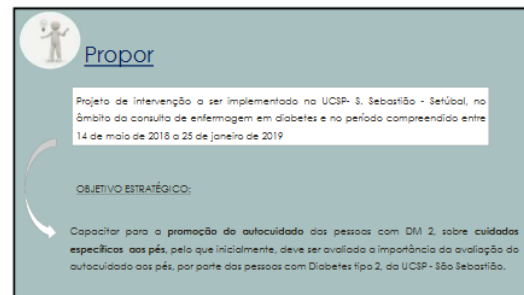 Propor
Projeto de intervenção a ser implementado na UCSP- S. Sebastião - Setúbal, no
âmbito da consulta de enfermagem em diabetes e no período compreendido entre
14 de maio de 2018 a 25 de janeiro de 2019
OBJETIVO ESTRATÉGICO:
Capacitar para a promoção do autocuidado das pessoas com DM 2, sobre cuidados
específicos aos pés, pelo que inicialmente, deve ser avaliada a importância da avaliação do
autocuidado aos pés, por parte das pessoas com Diabetes tipo 2, da UCSP - São Sebastião.